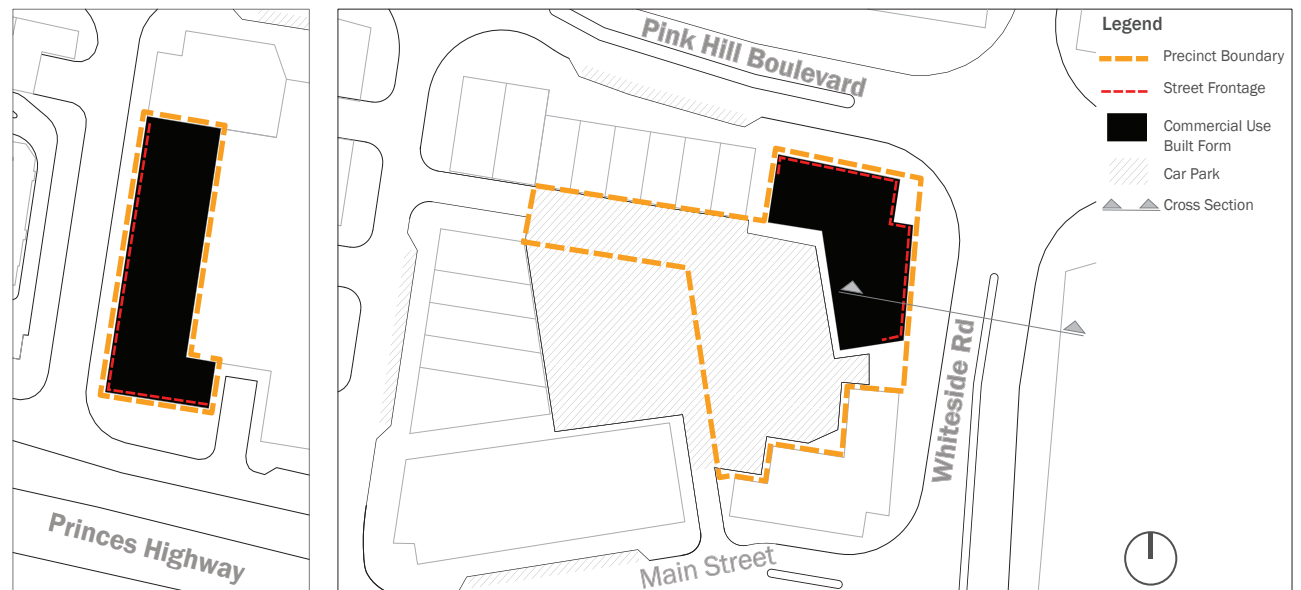 Pink Hill Boulevard
Whiteside Rd
Main Street
Princes Highway
Legend
Precinct Boundary
Street Frontage
Commercial Use
Built Form
Car Park
Cross Section